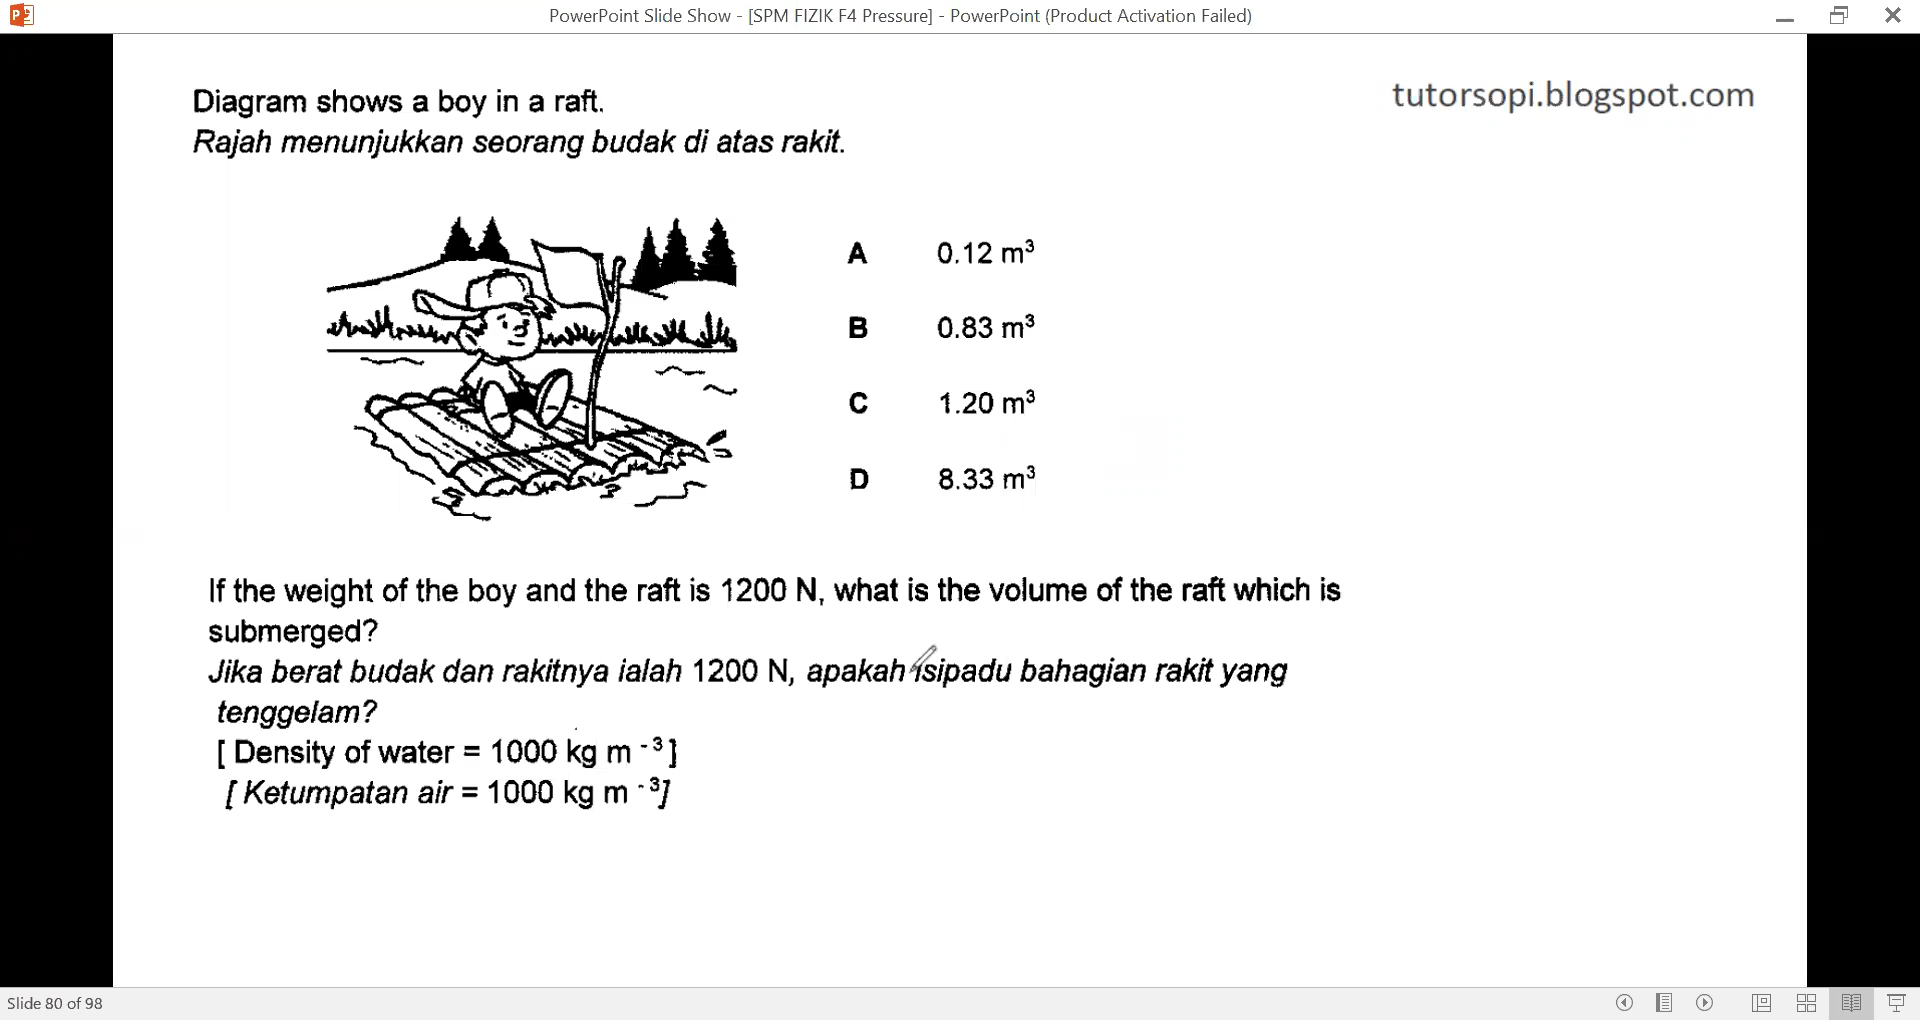 PowerPoint Slide Show - [SPM FIZIK F4 Pressure] - PowerPoint (Product Activation Failed)
tutorsopi.blogspot.com
Diagram shows a boy in a raft.
Rajah menunjukkan seorang budak di atas rakit.
A 0.12 m³
B 0.83 m³
C 1.20 m³
D 8.33 m³
If the weight of the boy and the raft is 1200 N, what is the volume of the raft which is
submerged?
Jika berat budak dan rakitnya ialah 1200 N, apakah isipadu bahagian rakit yang
tenggelam?
[ Density of water = 1000 kg m ⁻³ ]
[ Ketumpatan air = 1000 kg m ⁻³]
Slide 80 of 98